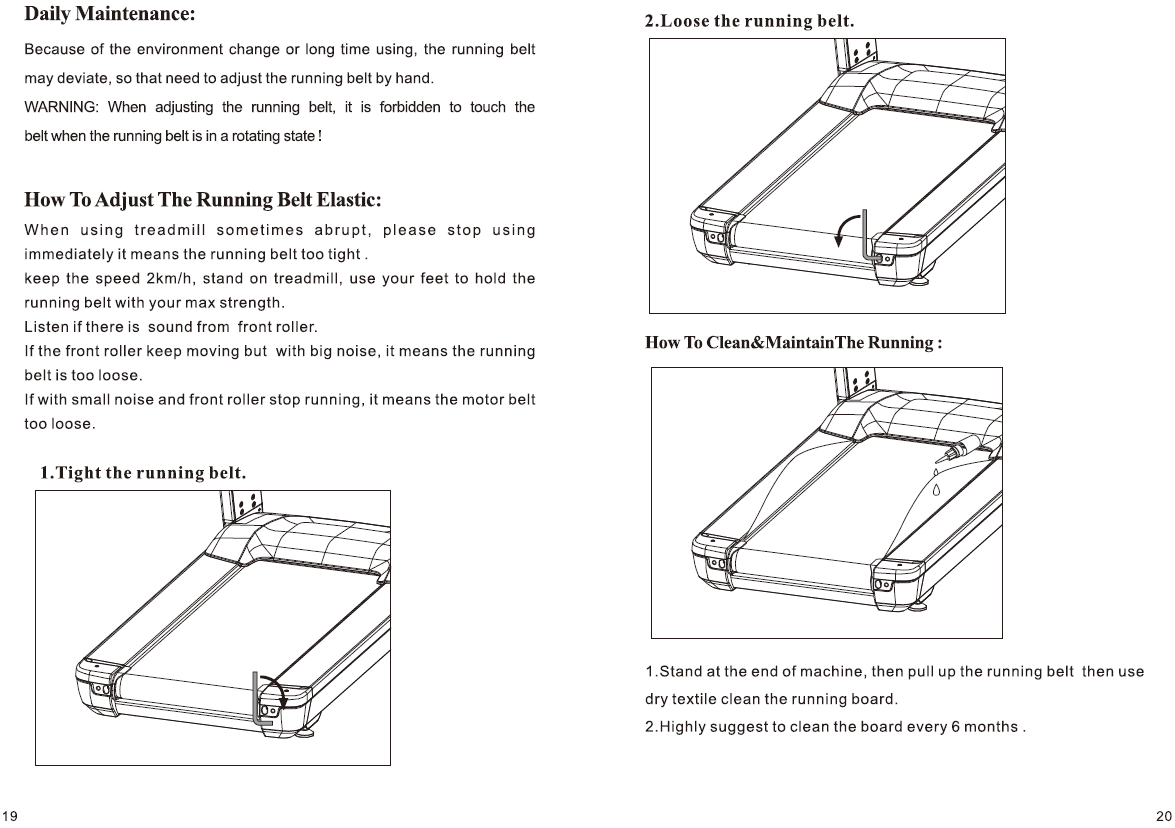 Daily Maintenance:
Because of the environment change or long time using, the running belt
may deviate, so that need to adjust the running belt by hand.
WARNING: When adjusting the running belt, it is forbidden to touch the
belt when the running belt is in a rotating state!
How To Adjust The Running Belt Elastic:
When using treadmill sometimes abrupt, please stop using
immediately it means the running belt too tight .
keep the speed 2km/h, stand on treadmill, use your feet to hold the
running belt with your max strength.
Listen if there is sound from front roller.
If the front roller keep moving but with big noise, it means the running
belt is too loose.
If with small noise and front roller stop running, it means the motor belt
too loose.
1.Tight the running belt.
19
2.Loose the running belt.
How To Clean&MaintainThe Running :
1.Stand at the end of machine, then pull up the running belt then use
dry textile clean the running board.
2.Highly suggest to clean the board every 6 months .
20